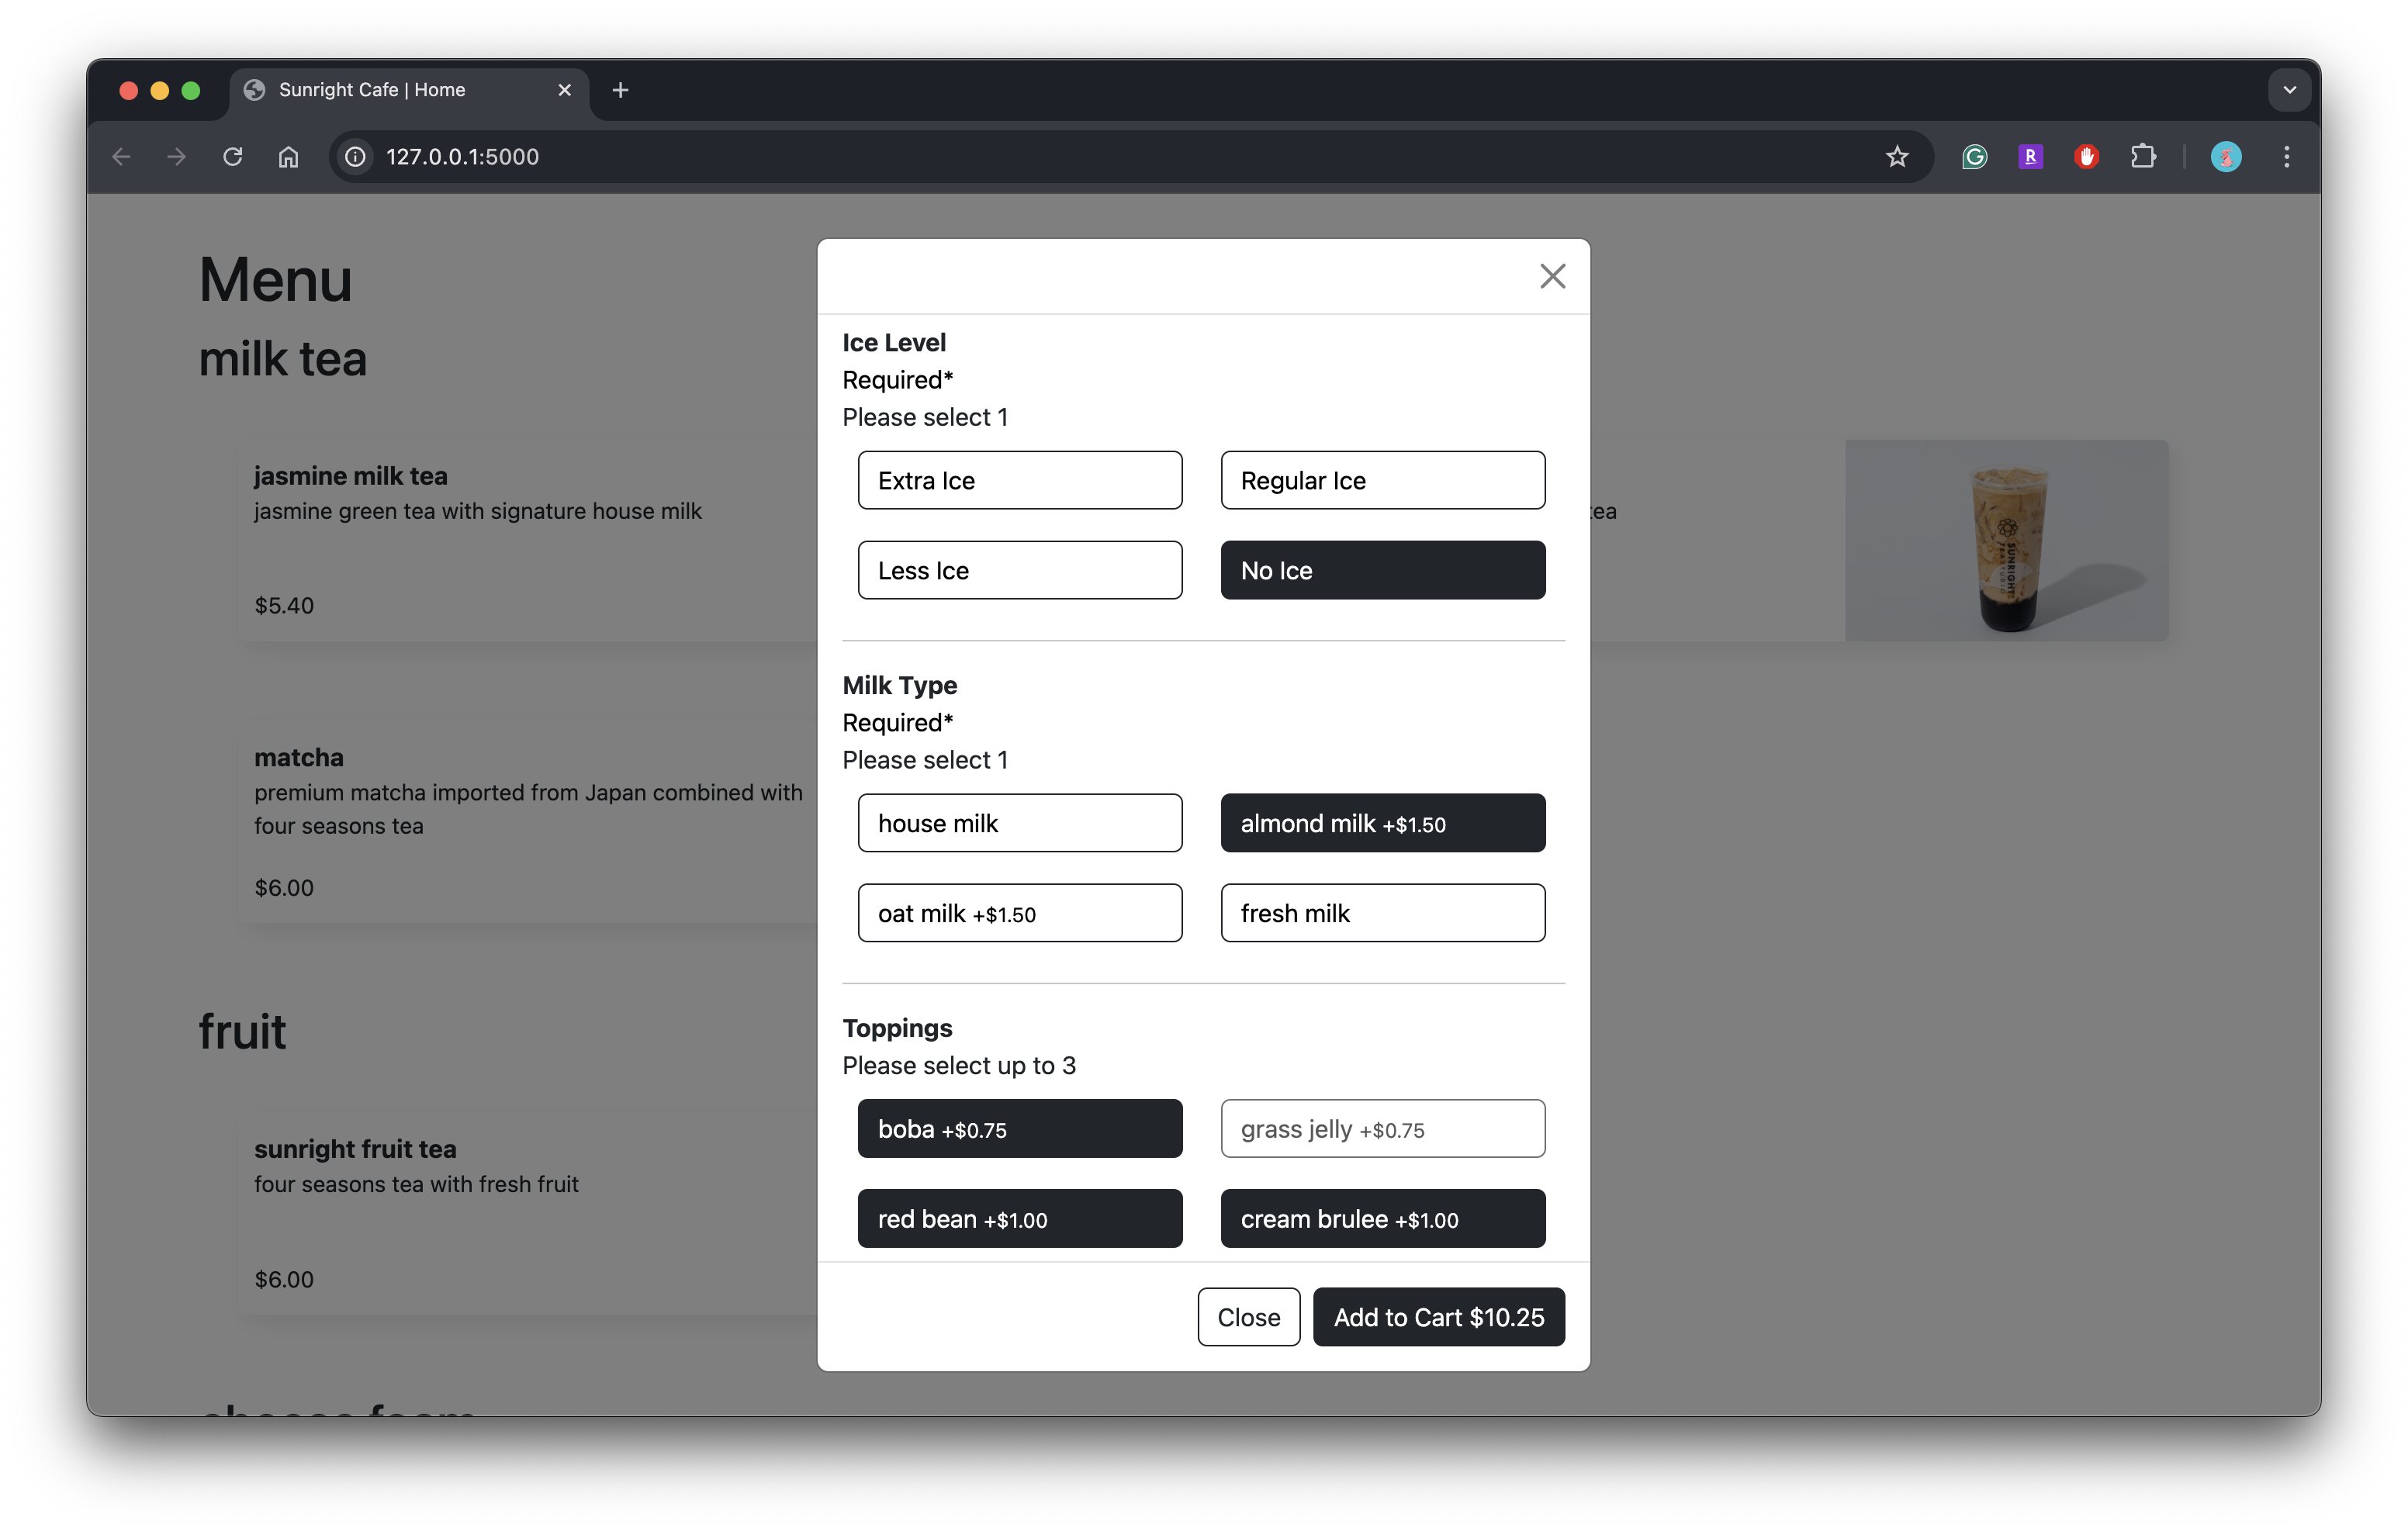 Sunright Cafe | Home
127.0.0.1:5000
Menu
milk tea
jasmine milk tea
jasmine green tea with signature house milk
$5.40
tea
SUNRIGHT
matcha
premium matcha imported from Japan combined with
four seasons tea
$6.00
fruit
sunright fruit tea
four seasons tea with fresh fruit
$6.00
Ice Level
Required*
Please select 1
Extra Ice
Regular Ice
Less Ice
No Ice
Milk Type
Required*
Please select 1
house milk
almond milk +$1.50
oat milk +$1.50
fresh milk
Toppings
Please select up to 3
boba +$0.75
grass jelly +$0.75
red bean +$1.00
cream brulee +$1.00
Close
Add to Cart $10.25